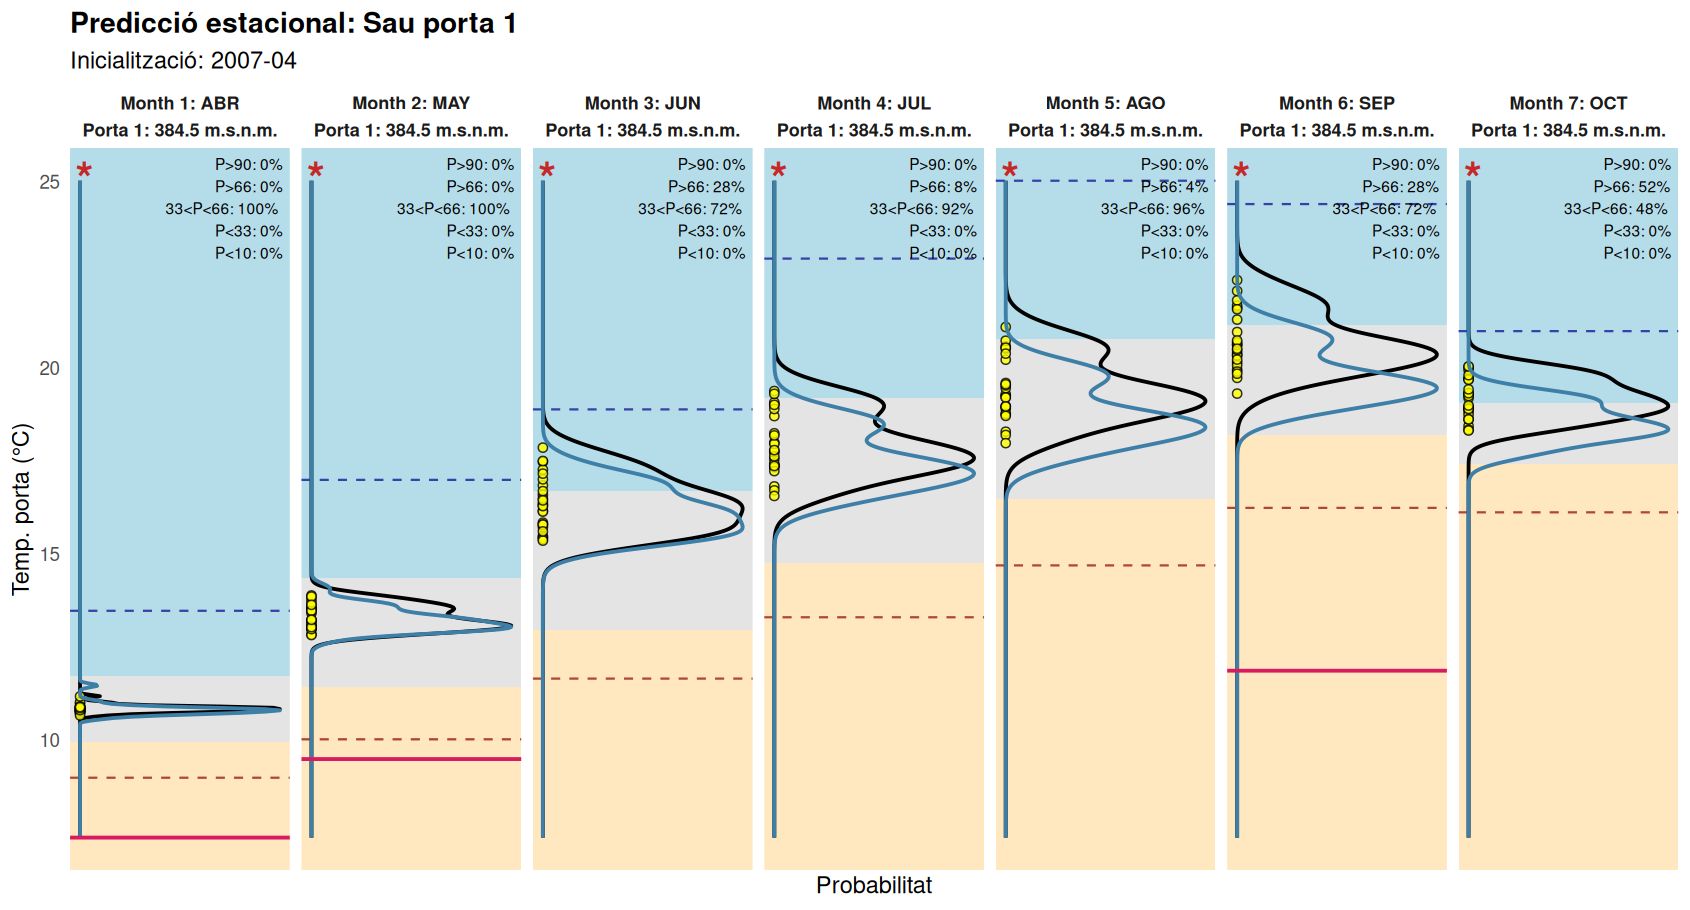 Predicció estacional: Sau porta 1
Inicialització: 2007-04
Month 1: ABR
Porta 1: 384.5 m.s.n.m.
Month 2: MAY
Porta 1: 384.5 m.s.n.m.
Month 3: JUN
Porta 1: 384.5 m.s.n.m.
Month 4: JUL
Porta 1: 384.5 m.s.n.m.
Month 5: AGO
Porta 1: 384.5 m.s.n.m.
Month 6: SEP
Porta 1: 384.5 m.s.n.m.
Month 7: OCT
Porta 1: 384.5 m.s.n.m.
*
P>90: 0%
P>66: 0%
33<P<66: 100%
P<33: 0%
P<10: 0%
*
P>90: 0%
P>66: 0%
33<P<66: 100%
P<33: 0%
P<10: 0%
*
P>90: 0%
P>66: 28%
33<P<66: 72%
P<33: 0%
P<10: 0%
*
P>90: 0%
P>66: 8%
33<P<66: 92%
P<33: 0%
P<10: 0%
*
P>90: 0%
P>66: 4%
33<P<66: 96%
P<33: 0%
P<10: 0%
*
P>90: 0%
P>66: 28%
33<P<66: 72%
P<33: 0%
P<10: 0%
*
P>90: 0%
P>66: 52%
33<P<66: 48%
P<33: 0%
P<10: 0%
25
20
15
10
Temp. porta (°C)
Probabilitat